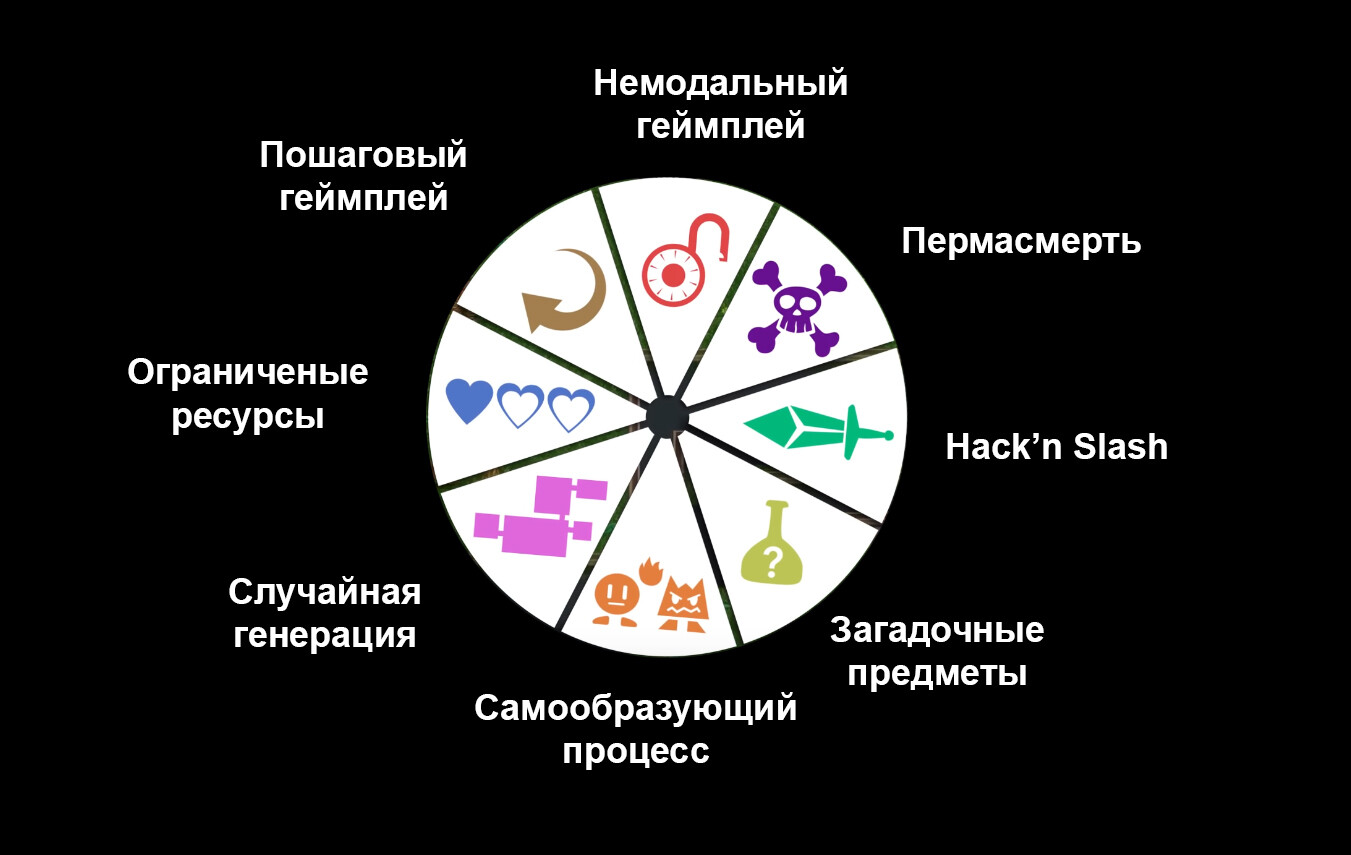 Немодальный
геймплей
Пошаговый
геймплей
Пермасмерть
Ограниченые
ресурсы
Hack’n Slash
Случайная
генерация
?
Загадочные
предметы
Самообразующий
процесс